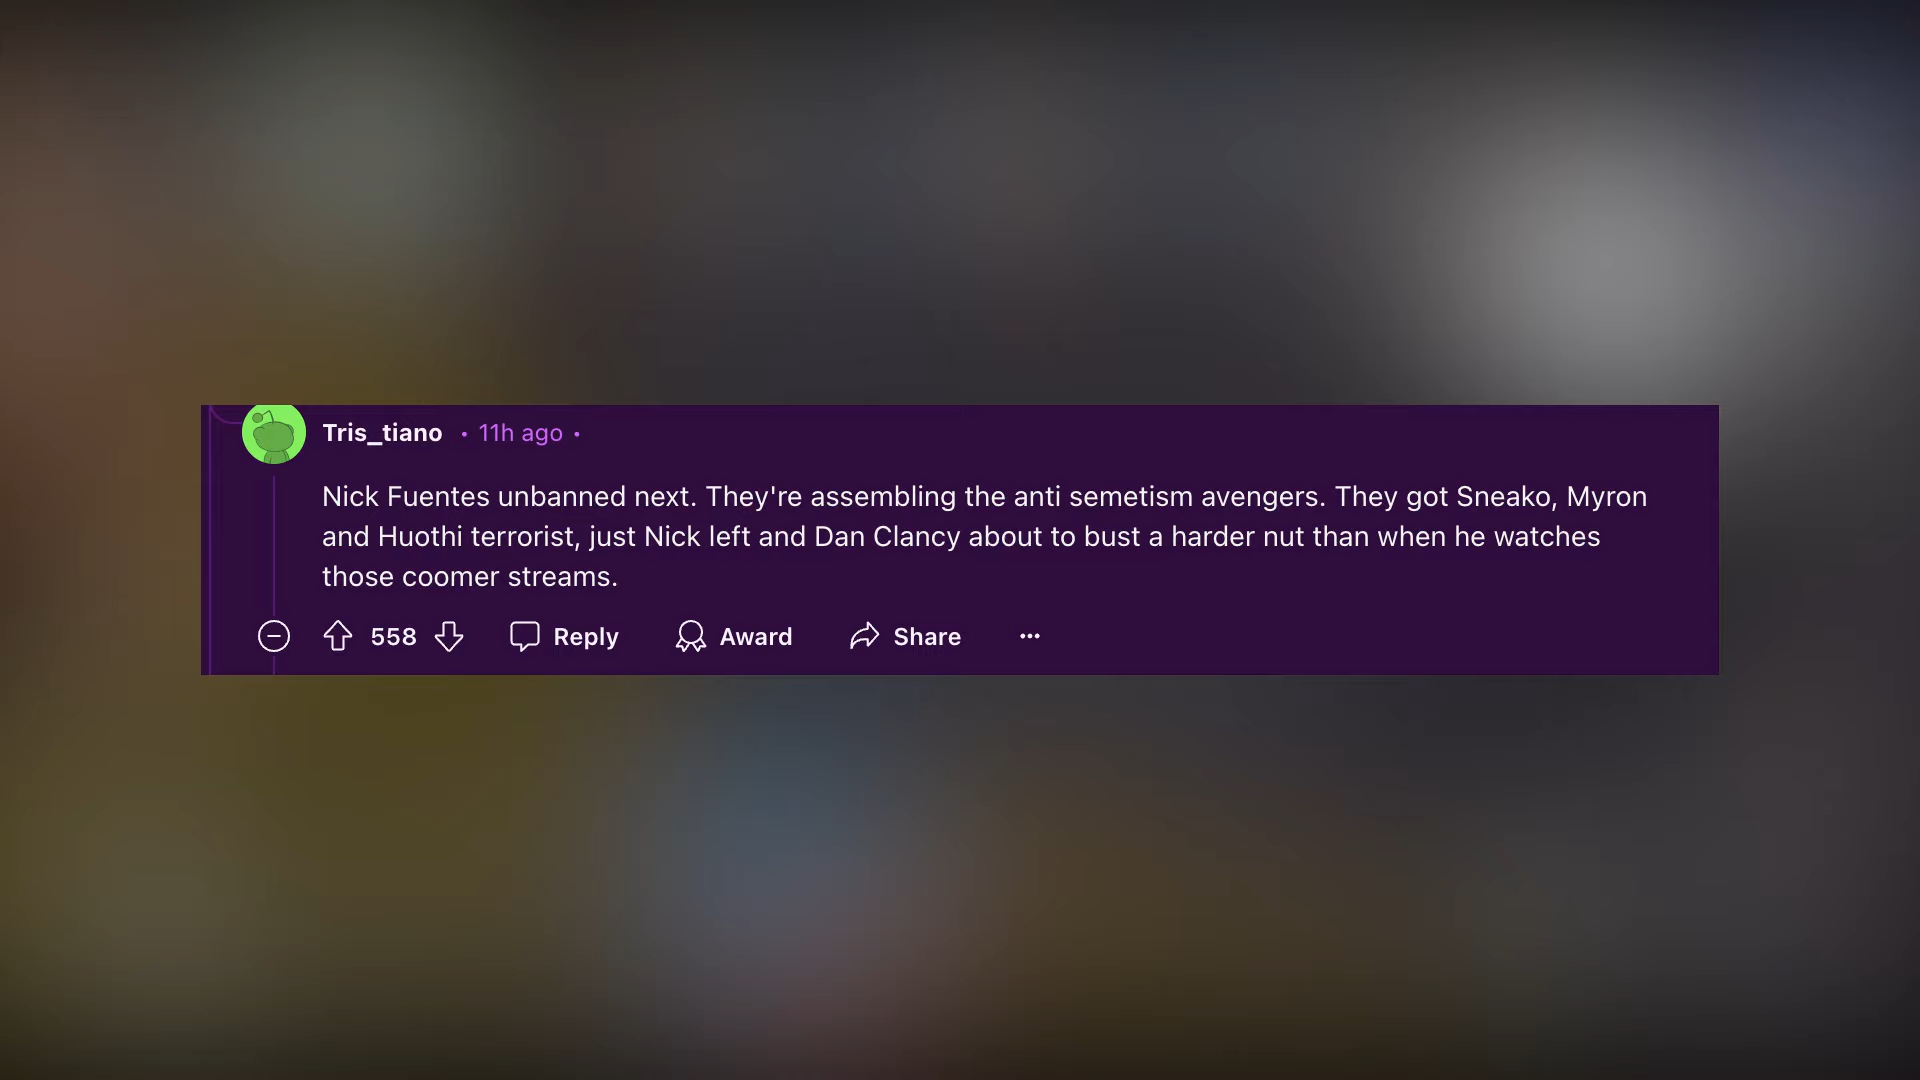 Tris_tiano • 11h ago •
Nick Fuentes unbanned next. They're assembling the anti semetism avengers. They got Sneako, Myron
and Huothi terrorist, just Nick left and Dan Clancy about to bust a harder nut than when he watches
those coomer streams.
558 Reply Award Share